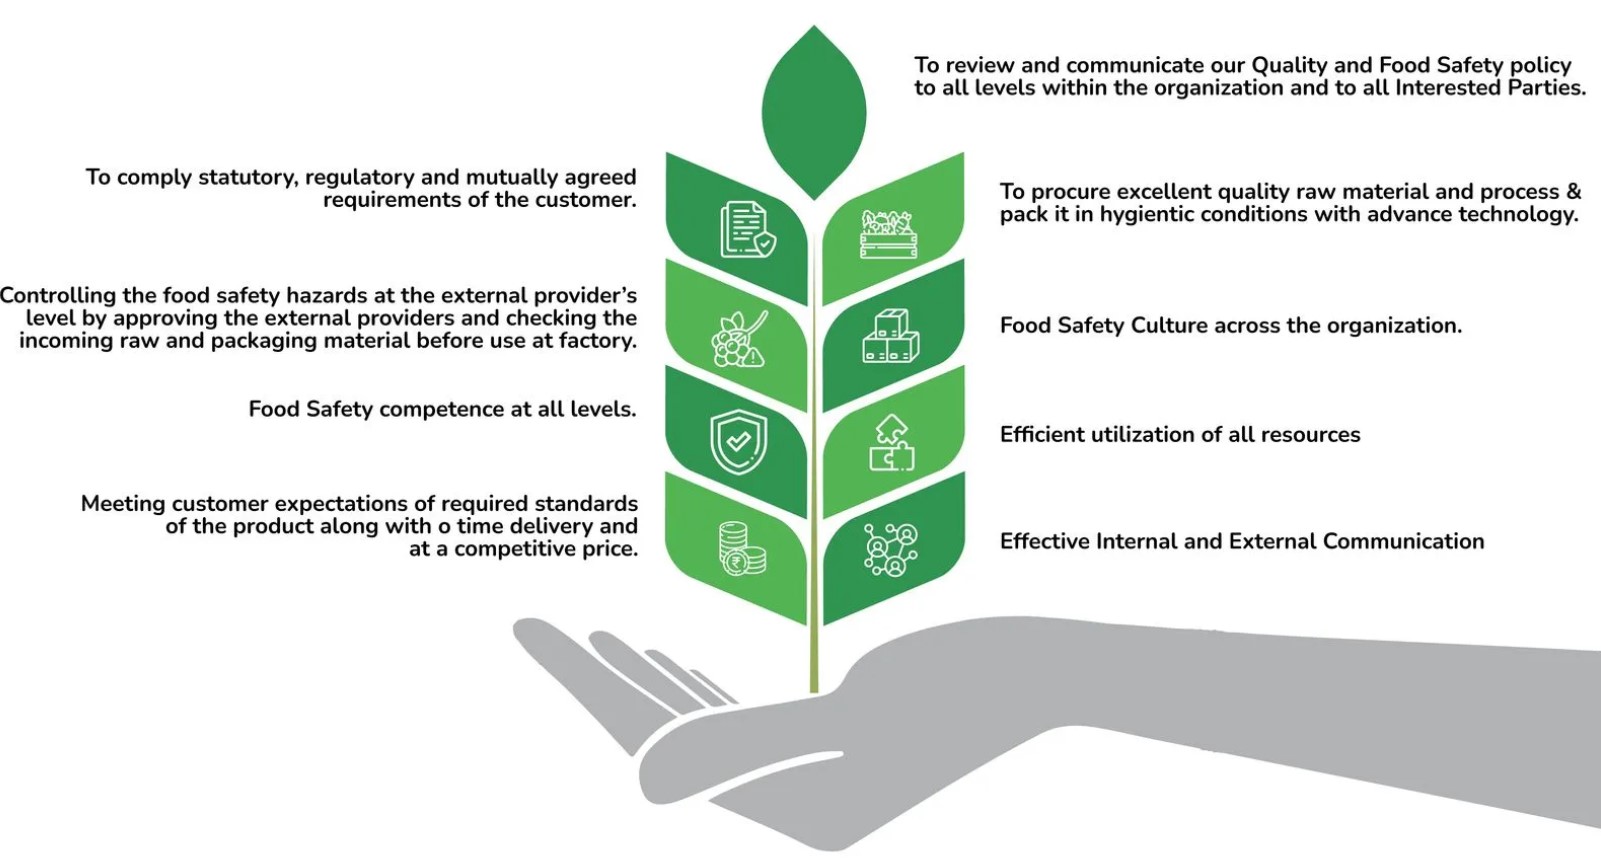 To review and communicate our Quality and Food Safety policy
to all levels within the organization and to all Interested Parties.
To comply statutory, regulatory and mutually agreed
requirements of the customer.
To procure excellent quality raw material and process &
pack it in hygientic conditions with advance technology.
Controlling the food safety hazards at the external provider’s
level by approving the external providers and checking the
incoming raw and packaging material before use at factory.
Food Safety Culture across the organization.
Food Safety competence at all levels.
Efficient utilization of all resources
Meeting customer expectations of required standards
of the product along with o time delivery and
at a competitive price.
Effective Internal and External Communication